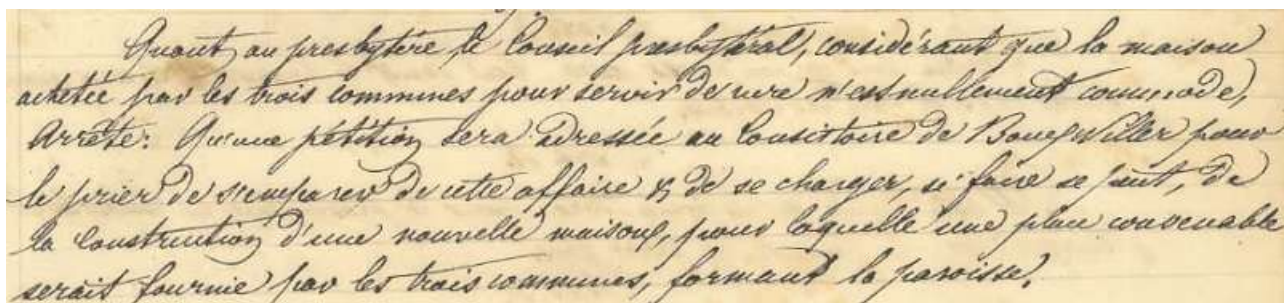 Quant au presbytère le Conseil presbytéral, considérant que la maison
achetée par les trois communes pour servir de cure n'est nullement commode,
Arrête: Qu'une pétition sera adressée au Consistoire de Bouxwiller pour
le prier de s'emparer de cette affaire & de se charger, si faire se peut, de
la construction d'une nouvelle maison, pour laquelle une place convenable
serait fournie par les trois communes, formant la paroisse.